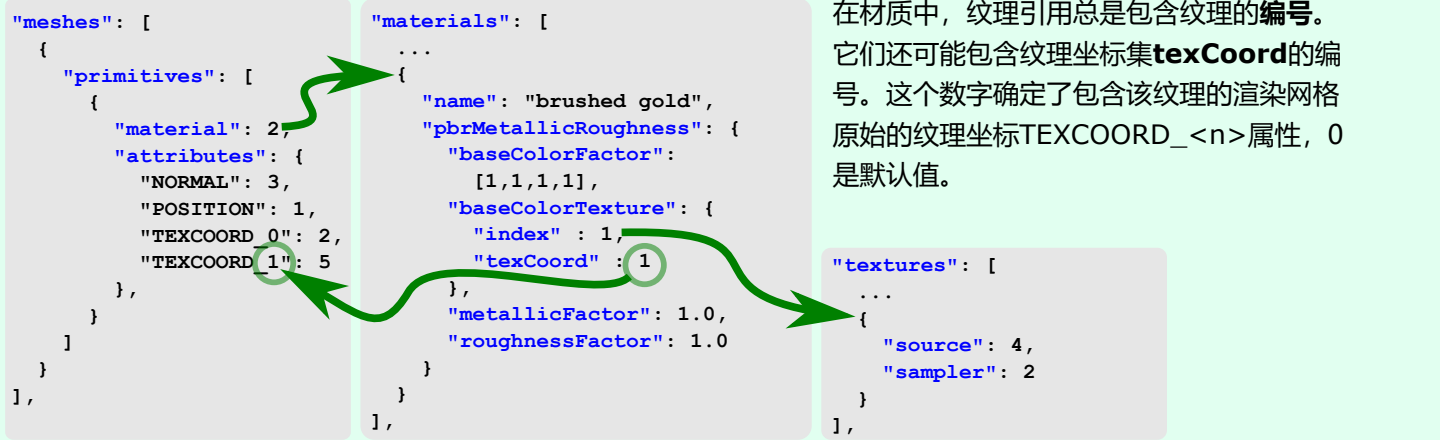 "meshes": [
  {
    "primitives": [
      {
        "material": 2,
        "attributes": {
          "NORMAL": 3,
          "POSITION": 1,
          "TEXCOORD_0": 2,
          "TEXCOORD_1": 5
        },
      }
    ]
  }
],
"materials": [
  ...
  {
    "name": "brushed gold",
    "pbrMetallicRoughness": {
      "baseColorFactor":
        [1,1,1,1],
      "baseColorTexture": {
        "index" : 1,
        "texCoord" : 1
      },
      "metallicFactor": 1.0,
      "roughnessFactor": 1.0
    }
  }
],
在材质中，纹理引用总是包含纹理的编号。
它们还可能包含纹理坐标集texCoord的编
号。这个数字确定了包含该纹理的渲染网格
原始的纹理坐标TEXCOORD_<n>属性，0
是默认值。
"textures": [
  ...
  {
    "source": 4,
    "sampler": 2
  }
],